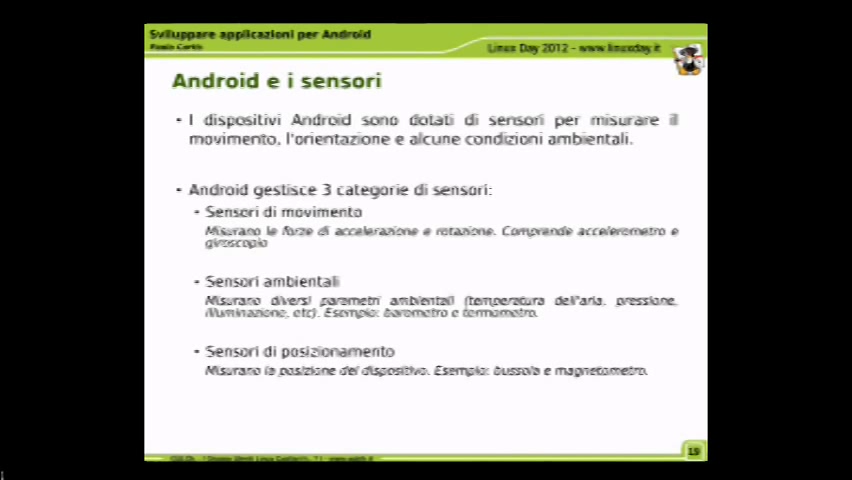 Sviluppare applicazioni per Android
Linux Day 2012 - www.linuxday.it
Android e i sensori
- I dispositivi Android sono dotati di sensori per misurare il
movimento, l'orientazione e alcune condizioni ambientali.
- Android gestisce 3 categorie di sensori:
- Sensori di movimento
Misurano le forze di accelerazione e rotazione. Comprende accelerometro e
giroscopio
- Sensori ambientali
Misurano diversi parametri ambientali (temperatura dell'aria, pressione,
illuminazione, etc). Esempio: barometro e termometro.
- Sensori di posizionamento
Misurano la posizione del dispositivo. Esempio: bussola e magnetometro.
19